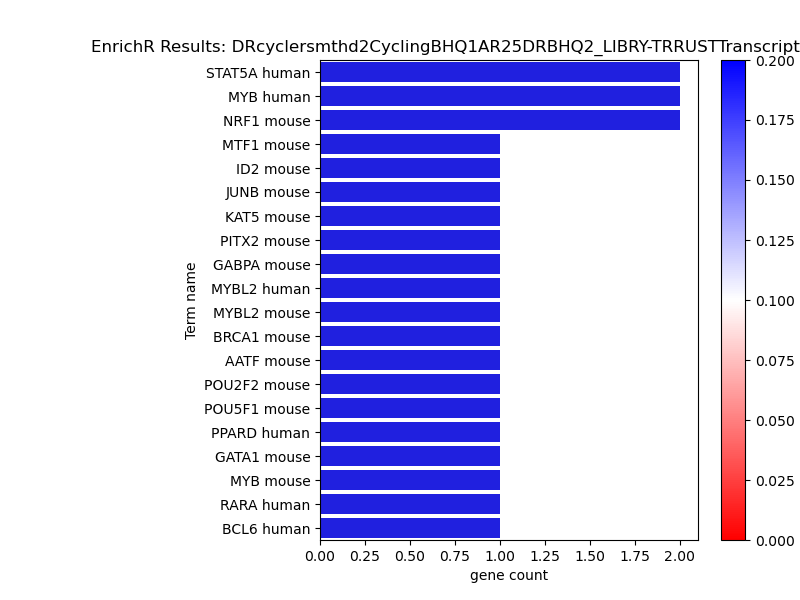 EnrichR Results: DRcyclersmthd2CyclingBHQ1AR25DRBHQ2_LIBRY-TRRUSTTranscript
Term name
STAT5A human
MYB human
NRF1 mouse
MTF1 mouse
ID2 mouse
JUNB mouse
KAT5 mouse
PITX2 mouse
GABPA mouse
MYBL2 human
MYBL2 mouse
BRCA1 mouse
AATF mouse
POU2F2 mouse
POU5F1 mouse
PPARD human
GATA1 mouse
MYB mouse
RARA human
BCL6 human
0.00 0.25 0.50 0.75 1.00 1.25 1.50 1.75 2.00
gene count
0.200
0.175
0.150
0.125
0.100
0.075
0.050
0.025
0.000